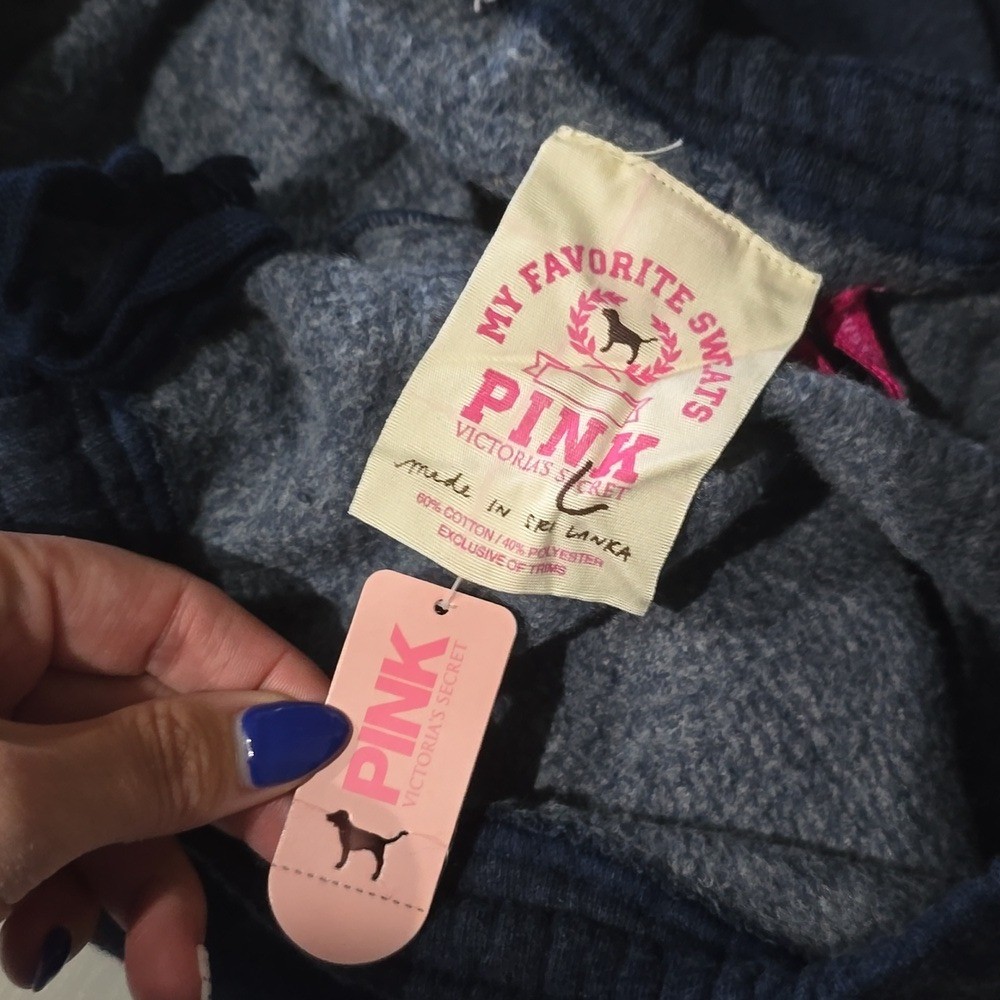 MY FAVORITE SWEATS
PINK
VICTORIA'S SECRET
L
made IN SRI LANKA
60% COTTON / 40% POLYESTER
EXCLUSIVE OF TRIMS
PINK
VICTORIA'S SECRET